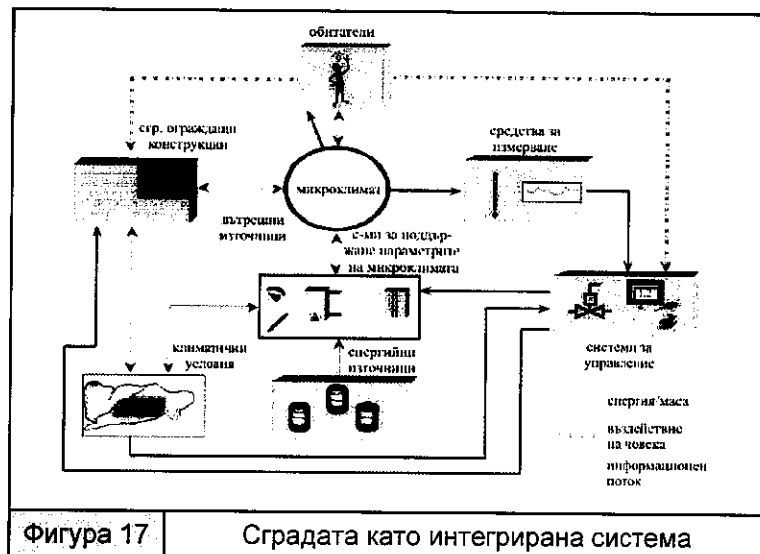 обитатели
стр. ограждащи
конструкции
средства за
измерване
микроклимат
вътрешни
източници
с-ми за поддър-
жане параметрите
на микроклимата
климатични
условия
енергийни
източници
системи за
управление
енергия/маса
въздействие
на човека
информационен
поток
Фигура 17
Сградата като интегрирана система